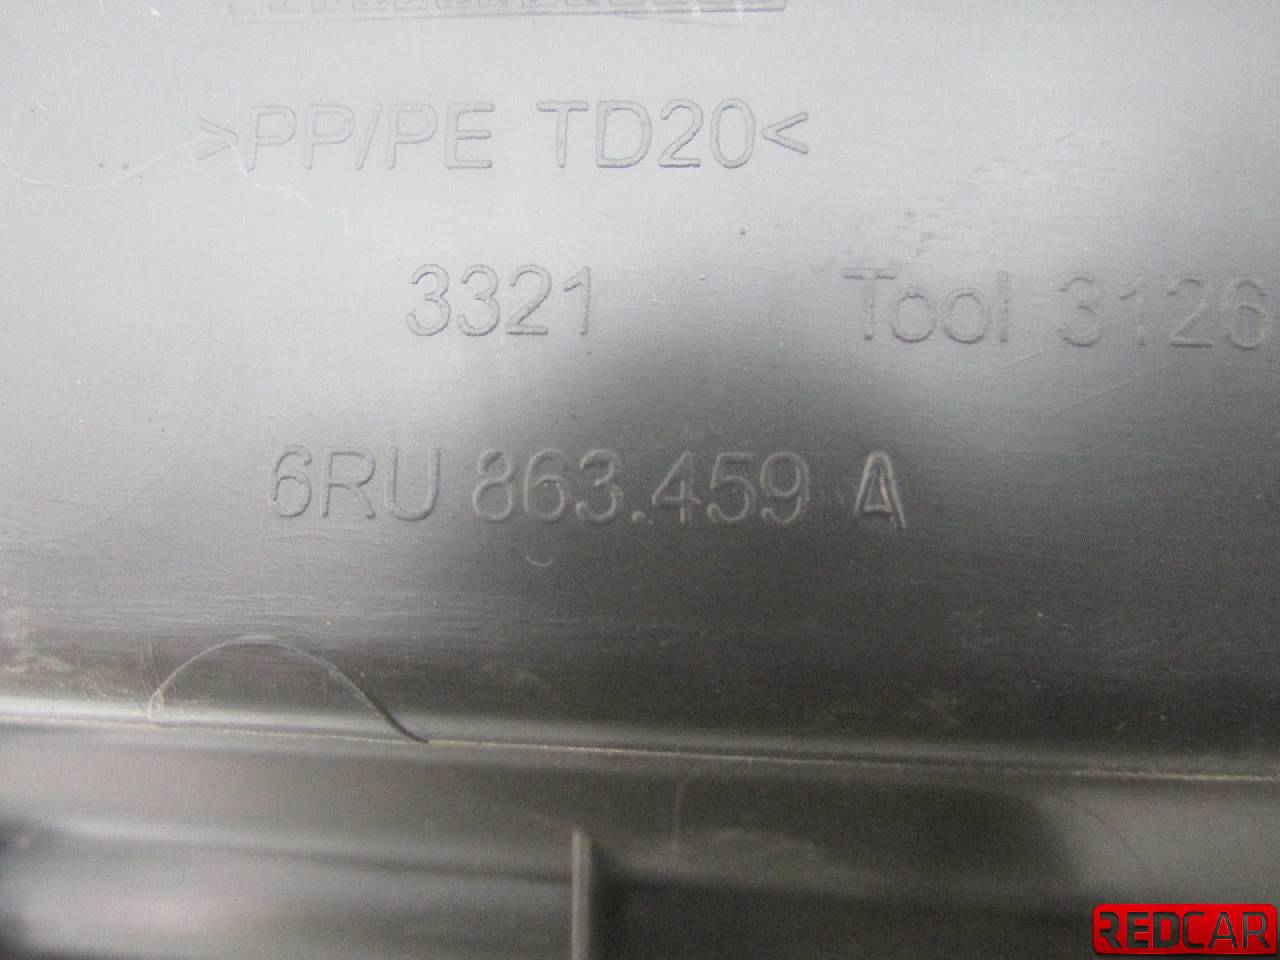 >PP/PE TD20<
3321 Tool 3126
6RU 863.459 A
REDCAR